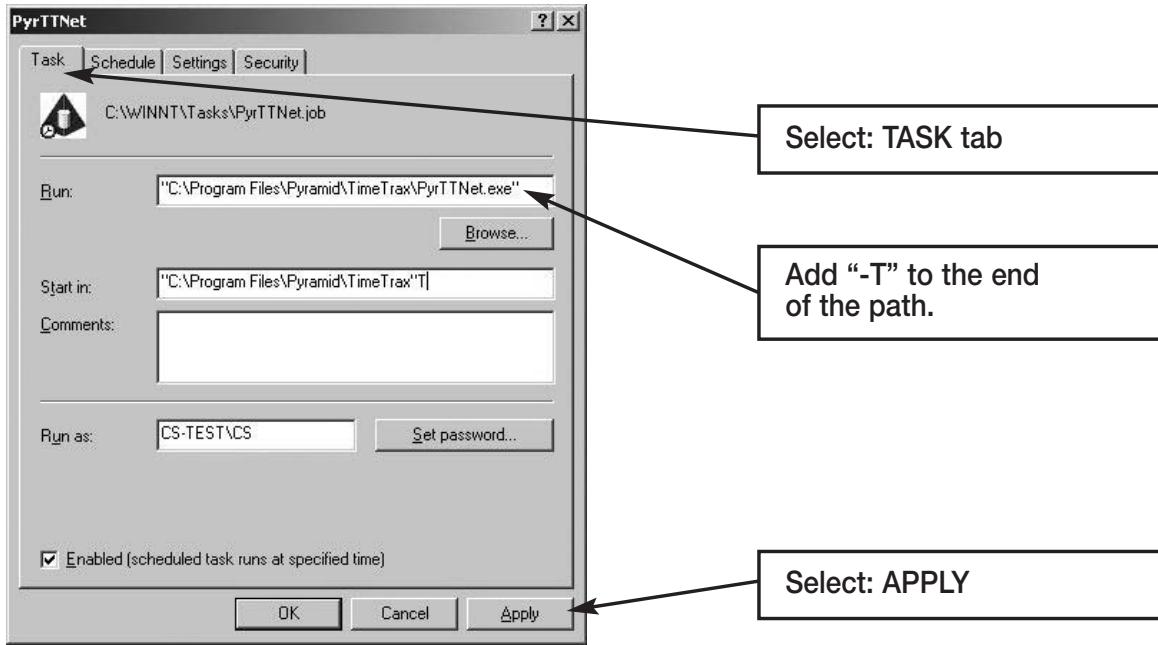 PyrTTNet
Task Schedule Settings Security
C:\WINNT\Tasks\PyrTTNet.job
Select: TASK tab
Run: "C:\Program Files\Pyramid\TimeTrax\PyrTTNet.exe"
Browse...
Add “-T” to the end
of the path.
Start in: "C:\Program Files\Pyramid\TimeTrax"T
Comments:
Run as: CS-TEST\CS Set password...
Enabled (scheduled task runs at specified time)
Select: APPLY
OK Cancel Apply